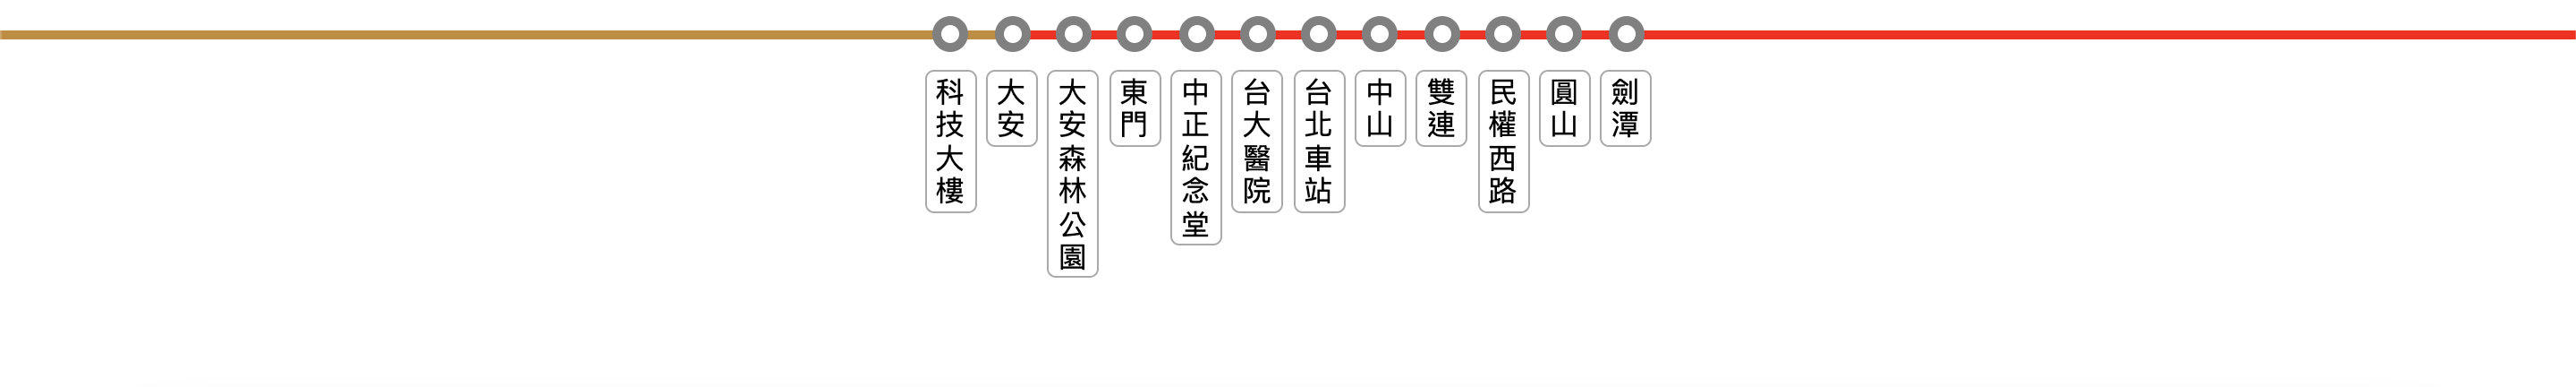 科技大樓
大安
大安森林公園
東門
中正紀念堂
台大醫院
台北車站
中山
雙連
民權西路
圓山
劍潭